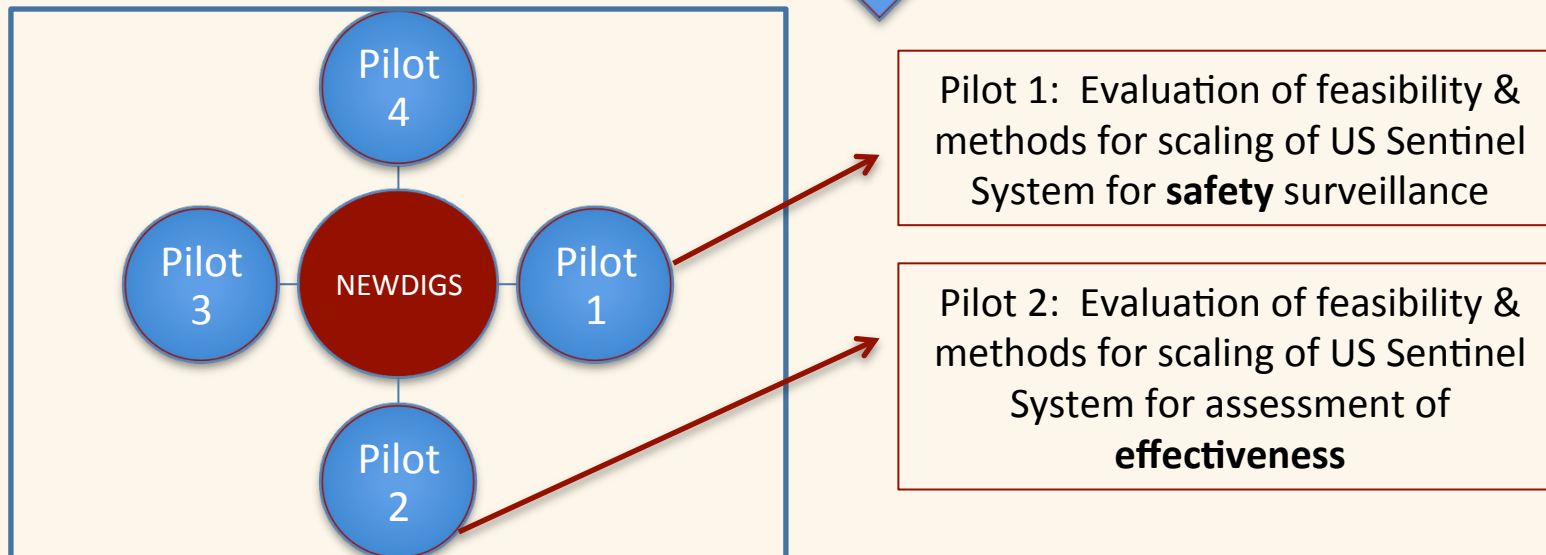 Pilot
4
Pilot
3
NEWDIGS
Pilot
1
Pilot
2
Pilot 1: Evaluation of feasibility &
methods for scaling of US Sentinel
System for safety surveillance
Pilot 2: Evaluation of feasibility &
methods for scaling of US Sentinel
System for assessment of
effectiveness